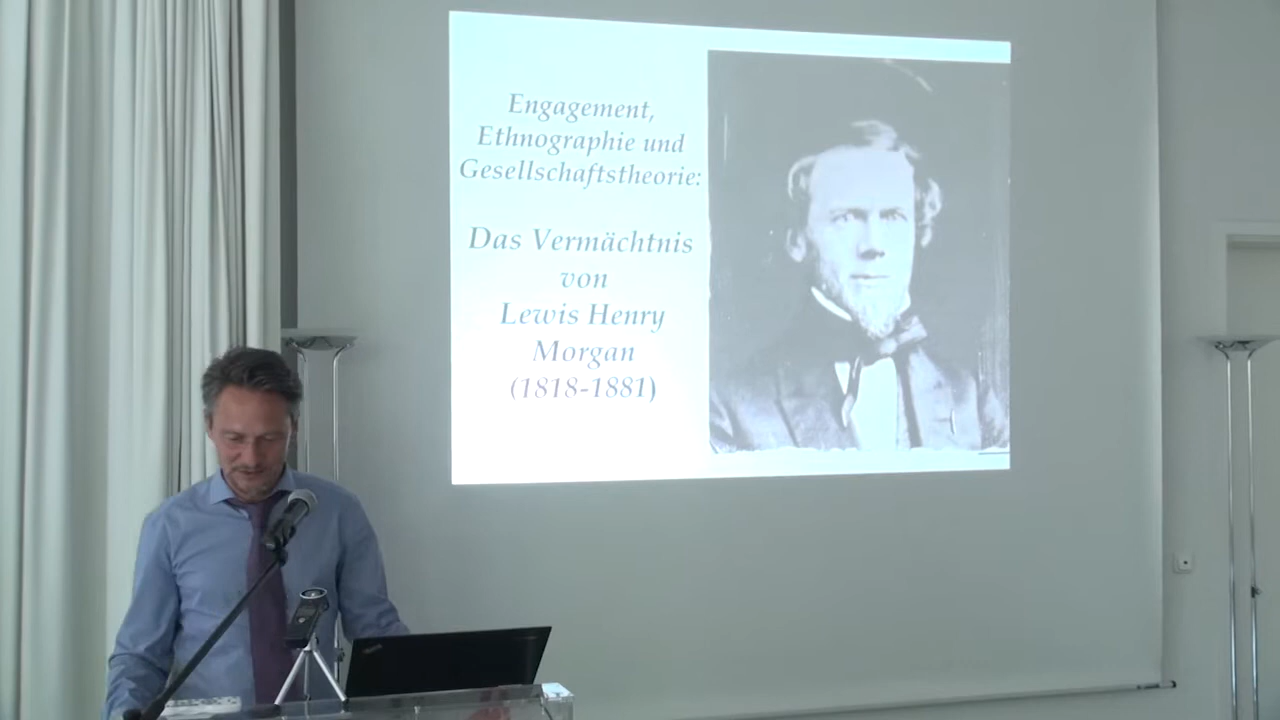 Engagement,
Ethnographie und
Gesellschaftstheorie:
Das Vermächtnis
von
Lewis Henry
Morgan
(1818-1881)